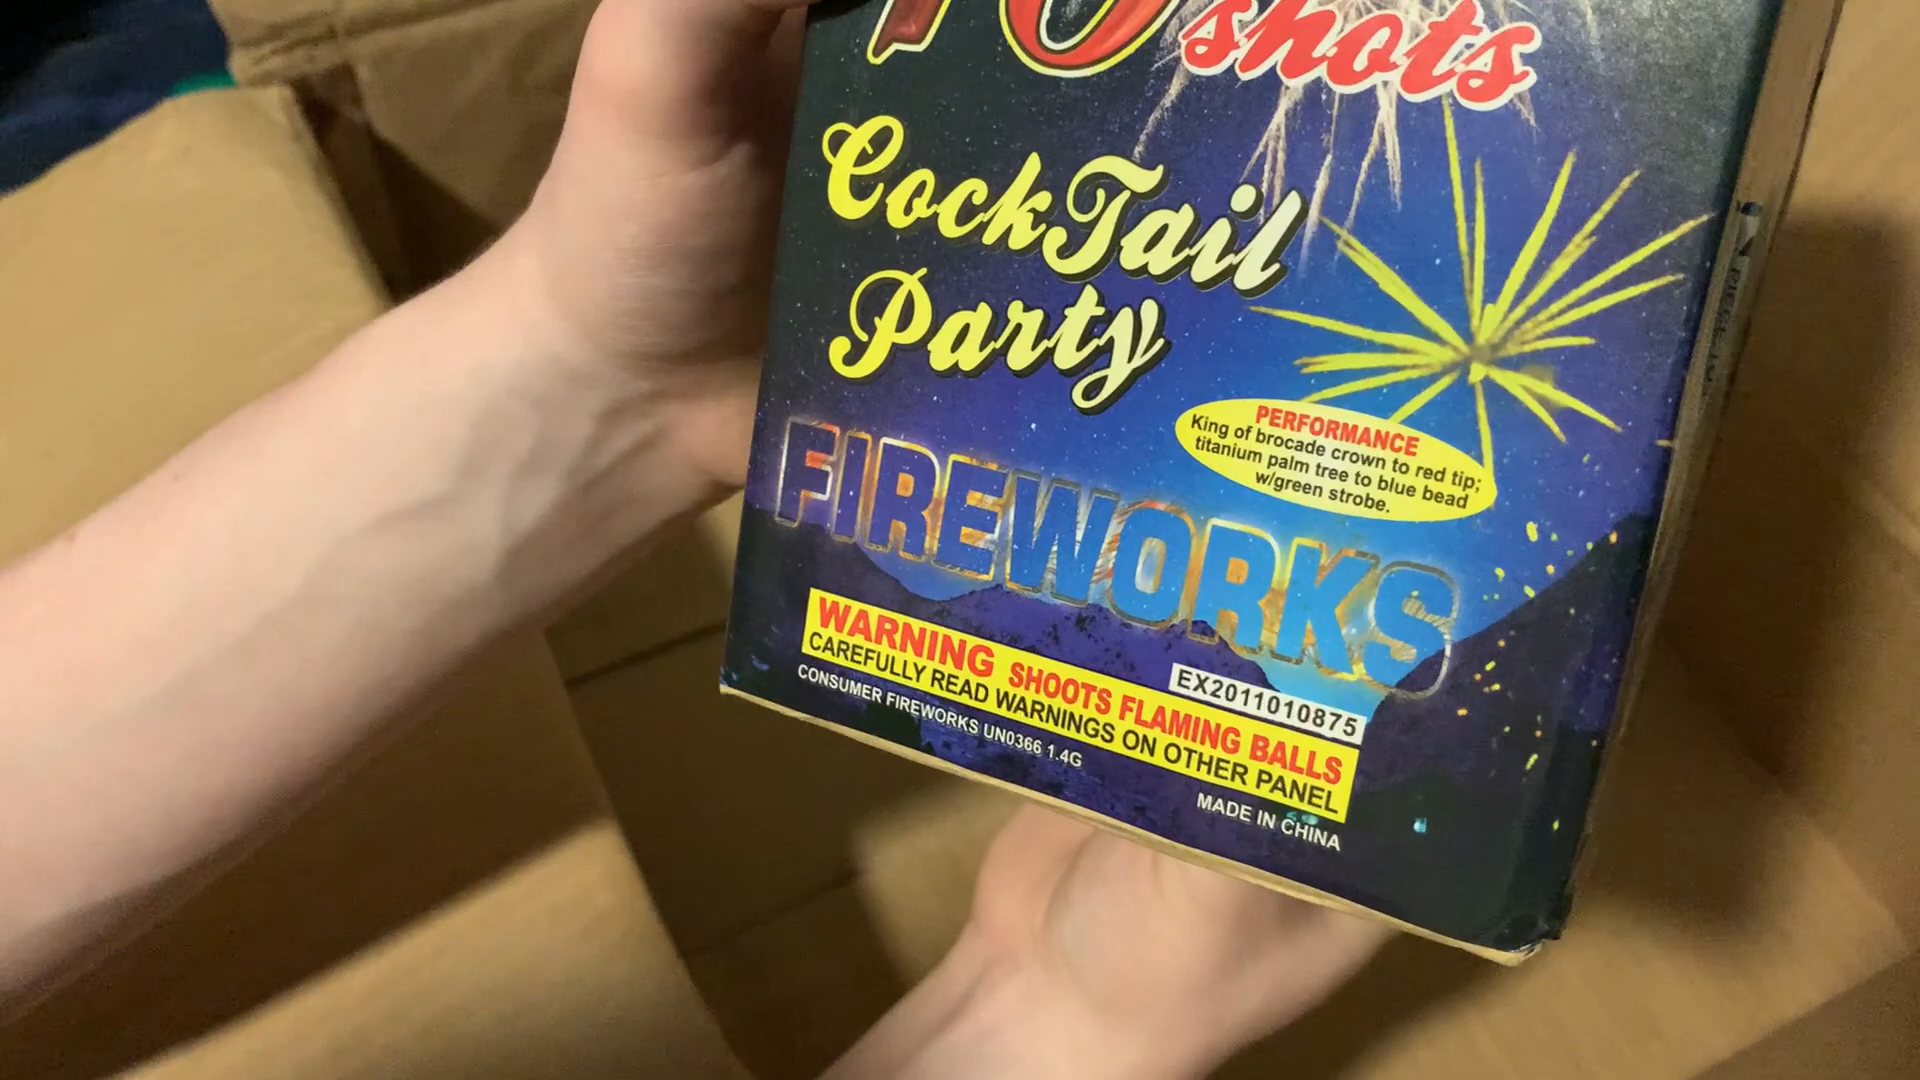 shots
CockTail
Party
PERFORMANCE
King of brocade crown to red tip;
titanium palm tree to blue bead
w/green strobe.
FIREWORKS
EX2011010875
WARNING SHOOTS FLAMING BALLS
CAREFULLY READ WARNINGS ON OTHER PANEL
CONSUMER FIREWORKS UN0366 1.4G
MADE IN CHINA